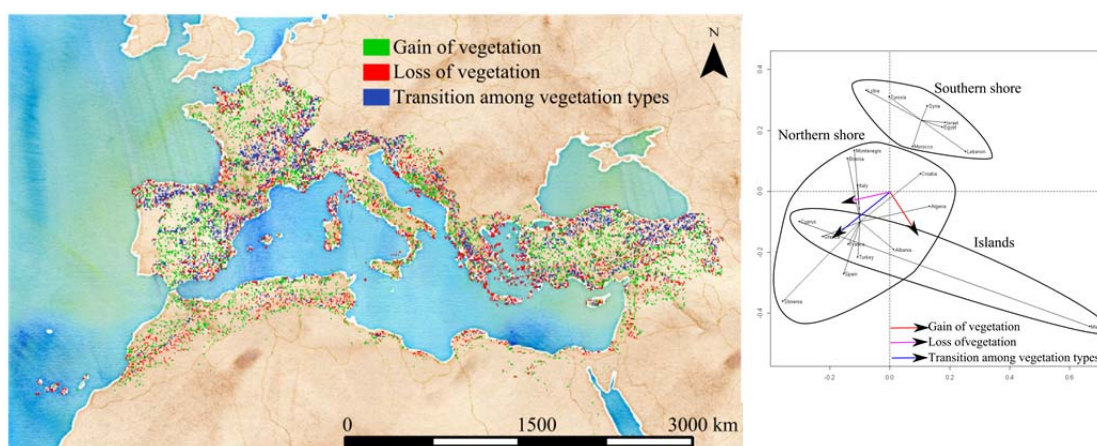 Gain of vegetation
Loss of vegetation
Transition among vegetation types
N
0 1500 3000 km
Southern shore
Northern shore
Islands
Tunisia
Syria
Israel
Egypt
Morocco
Lebanon
Montenegro
Bosnia
Italy
Croatia
Algeria
Cyprus
Albania
Turkey
Spain
Slovenia
0.4
0.2
0.0
-0.2
-0.4
-0.2 0.0 0.2 0.4 0.6
Gain of vegetation
Loss ofvegetation
Transition among vegetation types